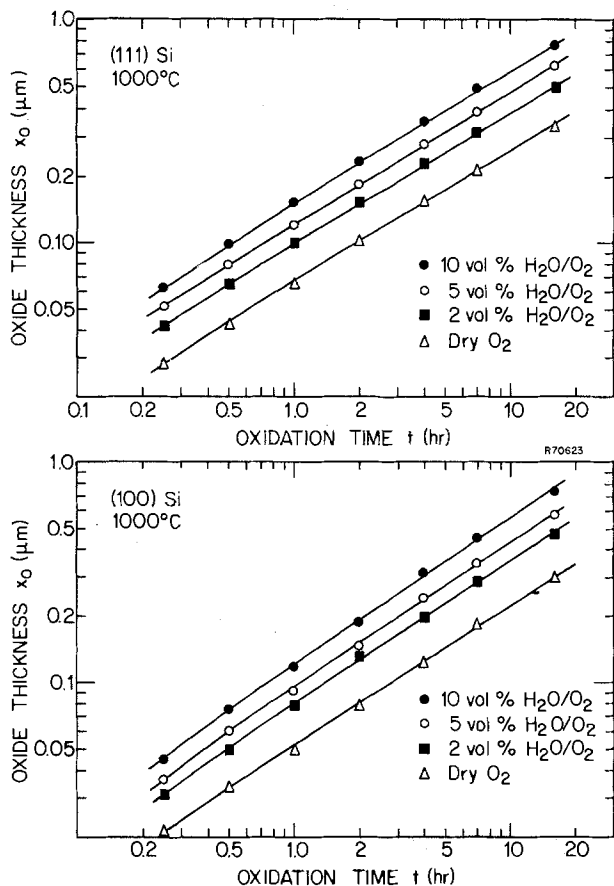 1.0
0.5
0.2
0.10
0.05
OXIDE THICKNESS x₀ (μm)
(111) Si
1000°C
10 vol % H₂O/O₂
5 vol % H₂O/O₂
2 vol % H₂O/O₂
Dry O₂
0.1 0.2 0.5 1.0 2 5 10 20
OXIDATION TIME t (hr)
R70623
1.0
0.5
0.2
0.1
0.05
OXIDE THICKNESS x₀ (μm)
(100) Si
1000°C
10 vol % H₂O/O₂
5 vol % H₂O/O₂
2 vol % H₂O/O₂
Dry O₂
0.1 0.2 0.5 1.0 2 5 10 20
OXIDATION TIME t (hr)